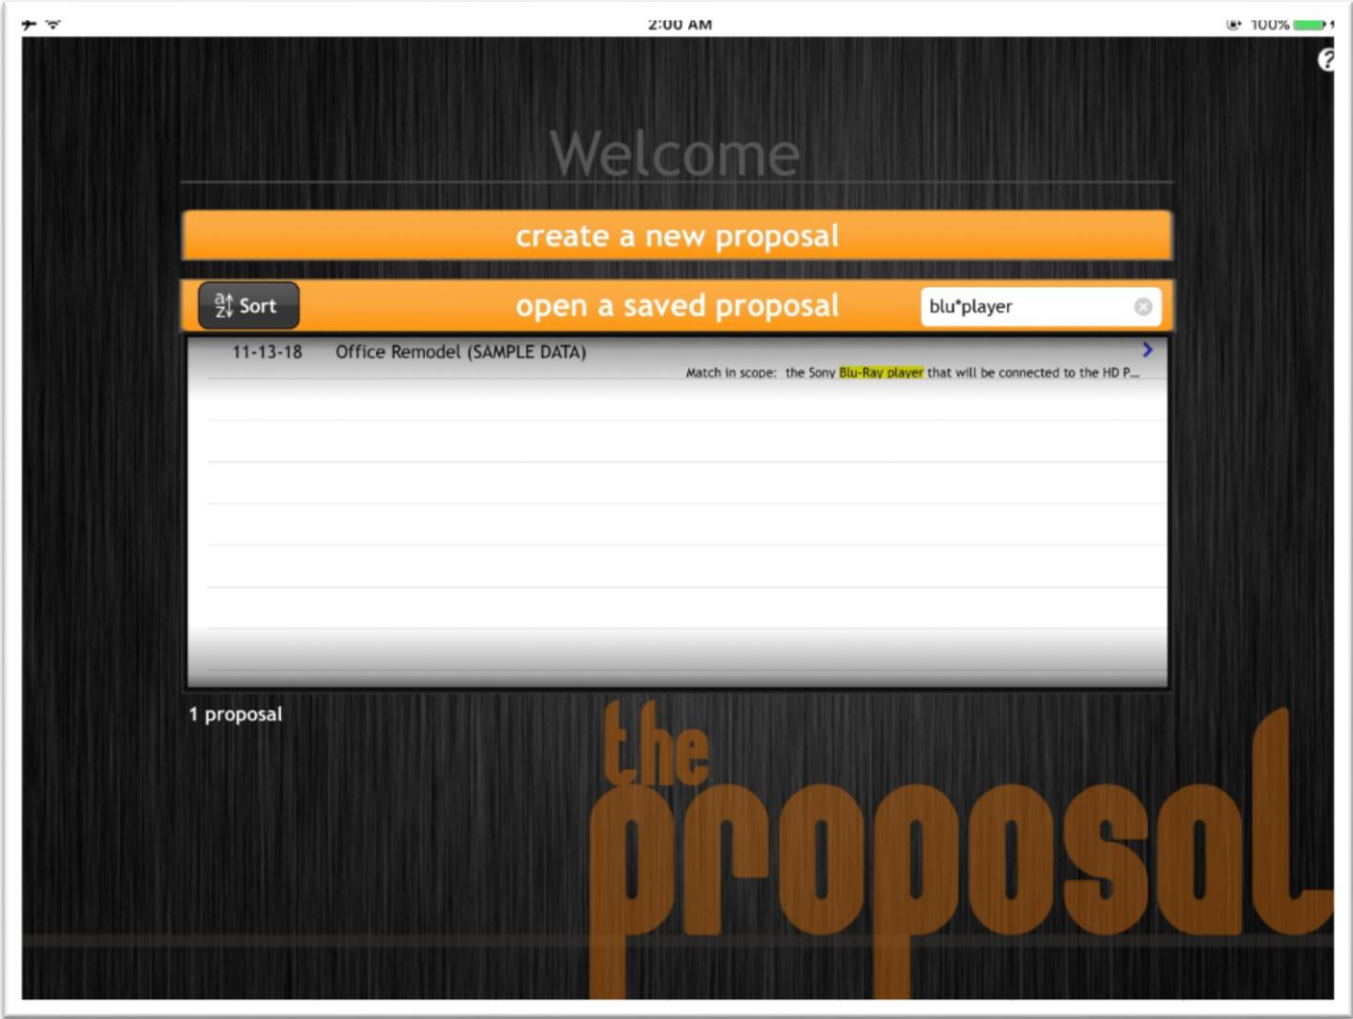 2:00 AM 100%
?
Welcome
create a new proposal
Sort open a saved proposal blu*player
11-13-18 Office Remodel (SAMPLE DATA)
Match in scope: the Sony Blu-Ray player that will be connected to the HD P...
1 proposal
the
proposal